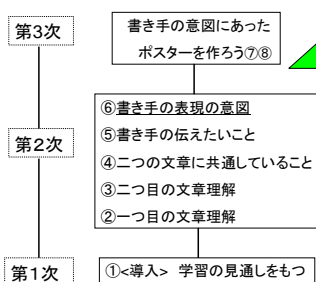 第3次
書き手の意図にあった
ポスターを作ろう⑦⑧
第2次
⑥書き手の表現の意図
⑤書き手の伝えたいこと
④二つの文章に共通していること
③二つ目の文章理解
②一つ目の文章理解
第1次
①<導入> 学習の見通しをもつ